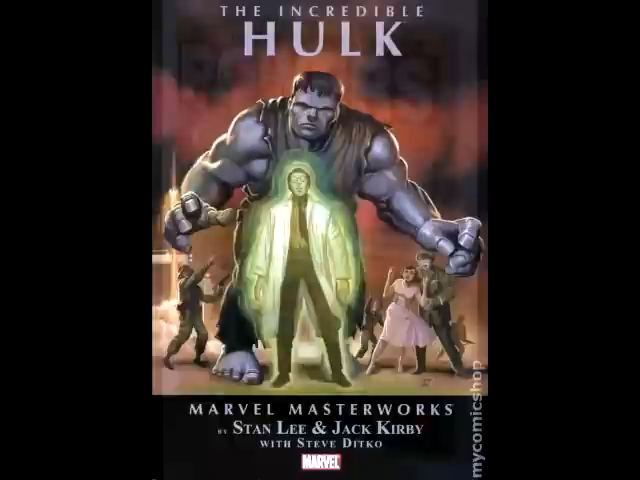 THE INCREDIBLE
HULK
MARVEL MASTERWORKS
BY STAN LEE & JACK KIRBY
WITH STEVE DITKO
MARVEL
mycomicshop